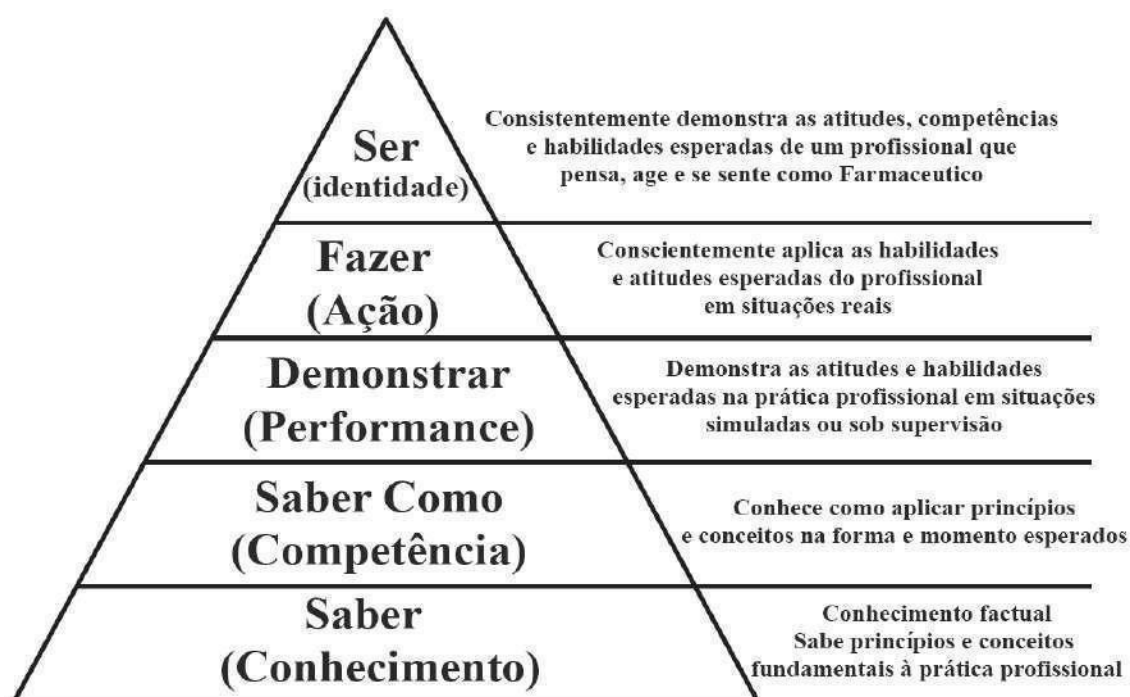 Ser
(identidade)
Consistentemente demonstra as atitudes, competências
e habilidades esperadas de um profissional que
pensa, age e se sente como Farmaceutico
Fazer
(Ação)
Conscientemente aplica as habilidades
e atitudes esperadas do profissional
em situações reais
Demonstrar
(Performance)
Demonstra as atitudes e habilidades
esperadas na prática profissional em situações
simuladas ou sob supervisão
Saber Como
(Competência)
Conhece como aplicar princípios
e conceitos na forma e momento esperados
Saber
(Conhecimento)
Conhecimento factual
Sabe princípios e conceitos
fundamentais à prática profissional